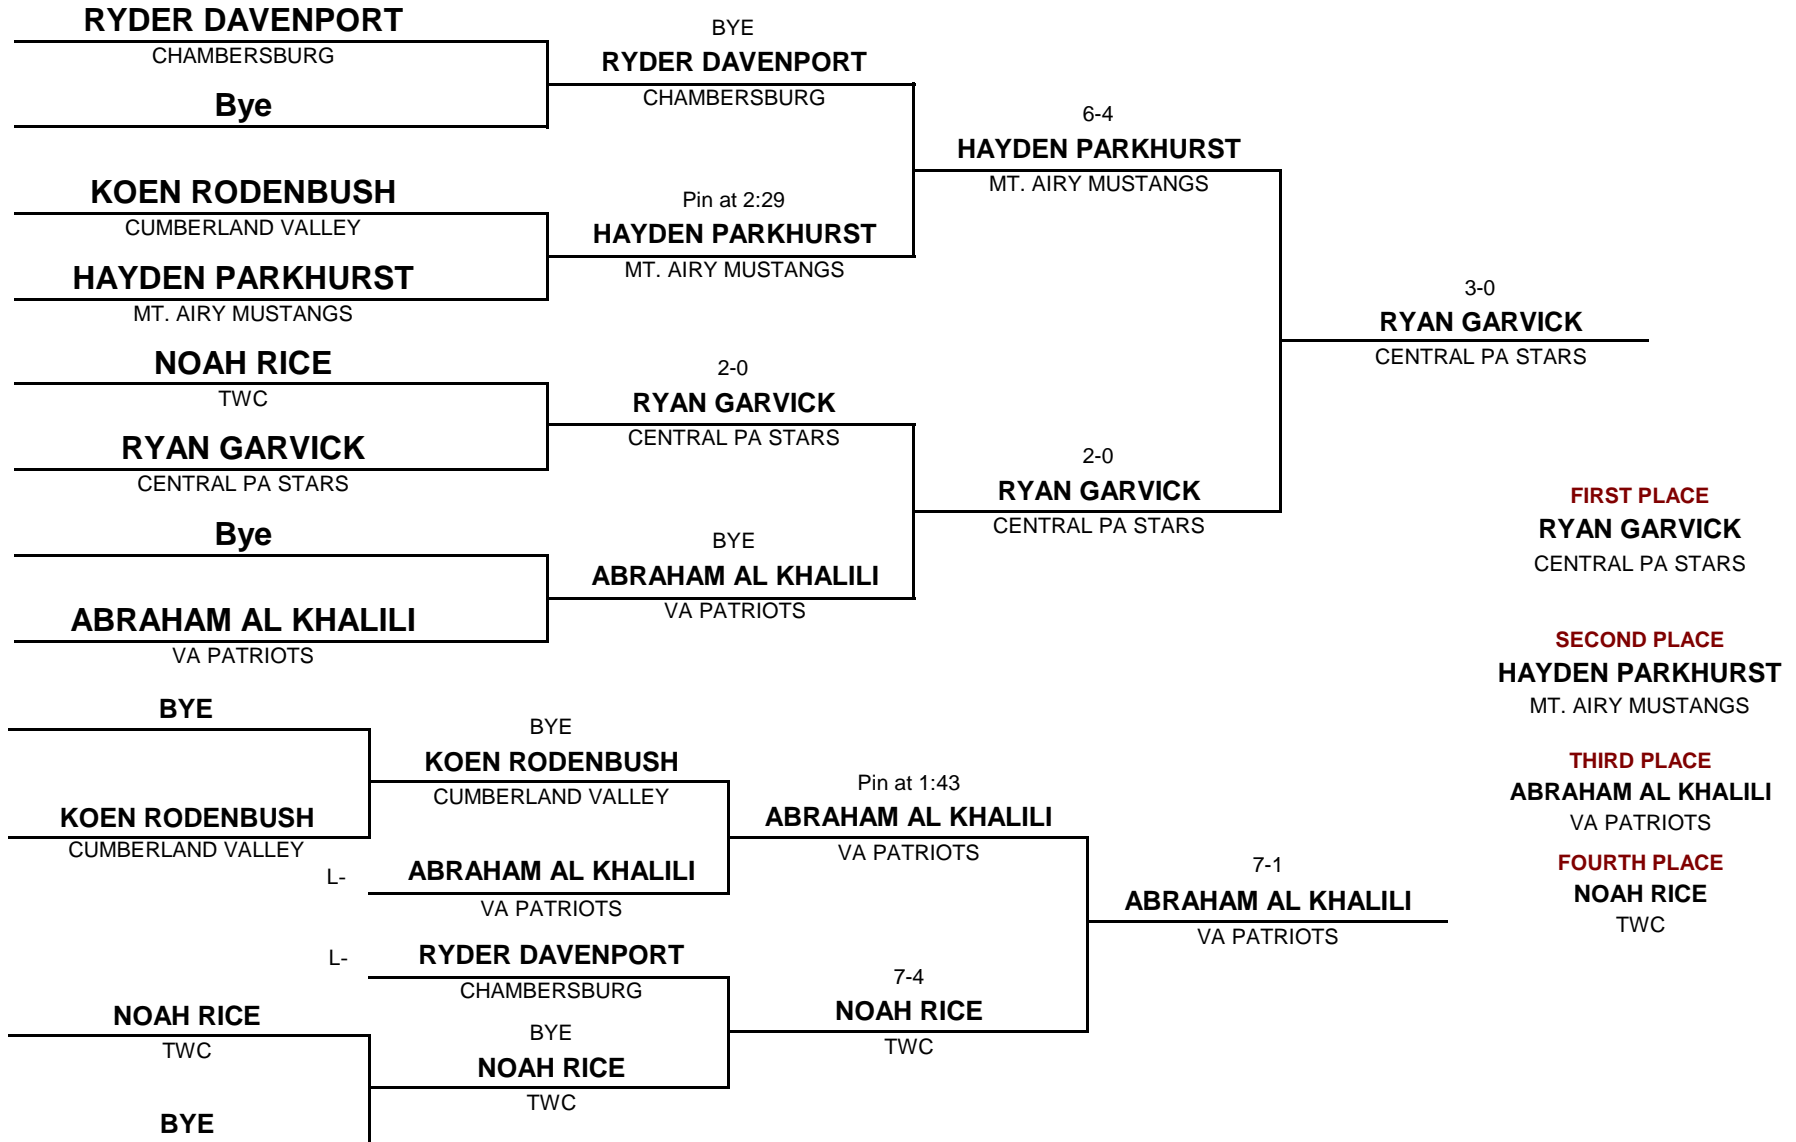 RYDER DAVENPORT
CHAMBERSBURG
Bye
KOEN RODENBUSH
CUMBERLAND VALLEY
HAYDEN PARKHURST
MT. AIRY MUSTANGS
NOAH RICE
TWC
RYAN GARVICK
CENTRAL PA STARS
Bye
ABRAHAM AL KHALILI
VA PATRIOTS
BYE
RYDER DAVENPORT
CHAMBERSBURG
Pin at 2:29
HAYDEN PARKHURST
MT. AIRY MUSTANGS
2-0
RYAN GARVICK
CENTRAL PA STARS
BYE
ABRAHAM AL KHALILI
VA PATRIOTS
6-4
HAYDEN PARKHURST
MT. AIRY MUSTANGS
2-0
RYAN GARVICK
CENTRAL PA STARS
3-0
RYAN GARVICK
CENTRAL PA STARS
BYE
KOEN RODENBUSH
CUMBERLAND VALLEY
NOAH RICE
TWC
BYE
BYE
KOEN RODENBUSH
CUMBERLAND VALLEY
L-
ABRAHAM AL KHALILI
VA PATRIOTS
L-
RYDER DAVENPORT
CHAMBERSBURG
BYE
NOAH RICE
TWC
Pin at 1:43
ABRAHAM AL KHALILI
VA PATRIOTS
7-4
NOAH RICE
TWC
7-1
ABRAHAM AL KHALILI
VA PATRIOTS
FIRST PLACE
RYAN GARVICK
CENTRAL PA STARS
SECOND PLACE
HAYDEN PARKHURST
MT. AIRY MUSTANGS
THIRD PLACE
ABRAHAM AL KHALILI
VA PATRIOTS
FOURTH PLACE
NOAH RICE
TWC